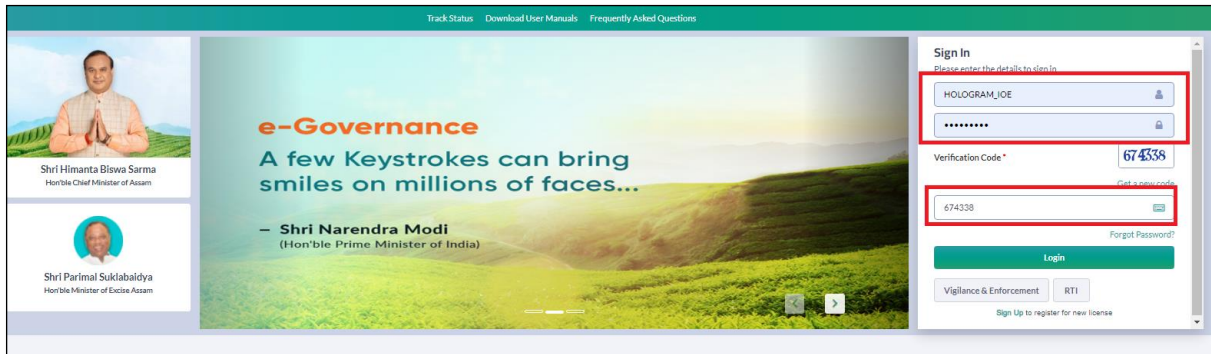 Track Status Download User Manuals Frequently Asked Questions
Shri Himanta Biswa Sarma
Hon'ble Chief Minister of Assam
Shri Parimal Suklabaidya
Hon'ble Minister of Excise Assam
e-Governance
A few Keystrokes can bring
smiles on millions of faces...
– Shri Narendra Modi
(Hon'ble Prime Minister of India)
Sign In
Please enter the details to sign in
HOLOGRAM_IOE
•••••••••
Verification Code *
674338
Get a new code
674338
Forgot Password?
Login
Vigilance & Enforcement RTI
Sign Up to register for new license